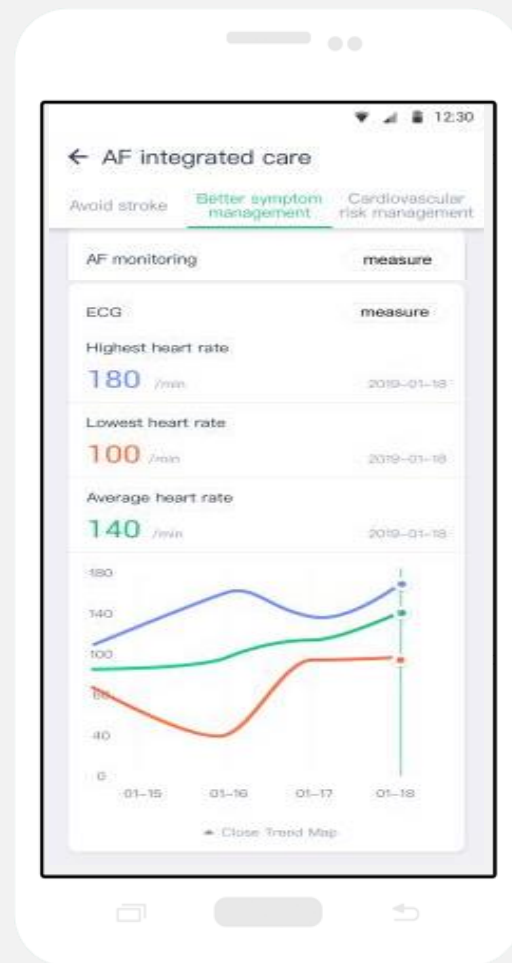 12:30
← AF integrated care
Avoid stroke
Better symptom
management
Cardiovascular
risk management
AF monitoring
measure
ECG
measure
Highest heart rate
180 /min
2019-01-18
Lowest heart rate
100 /min
2019-01-18
Average heart rate
140 /min
2019-01-18
180
140
100
80
40
0
01-15 01-16 01-17 01-18
Close Trend Map